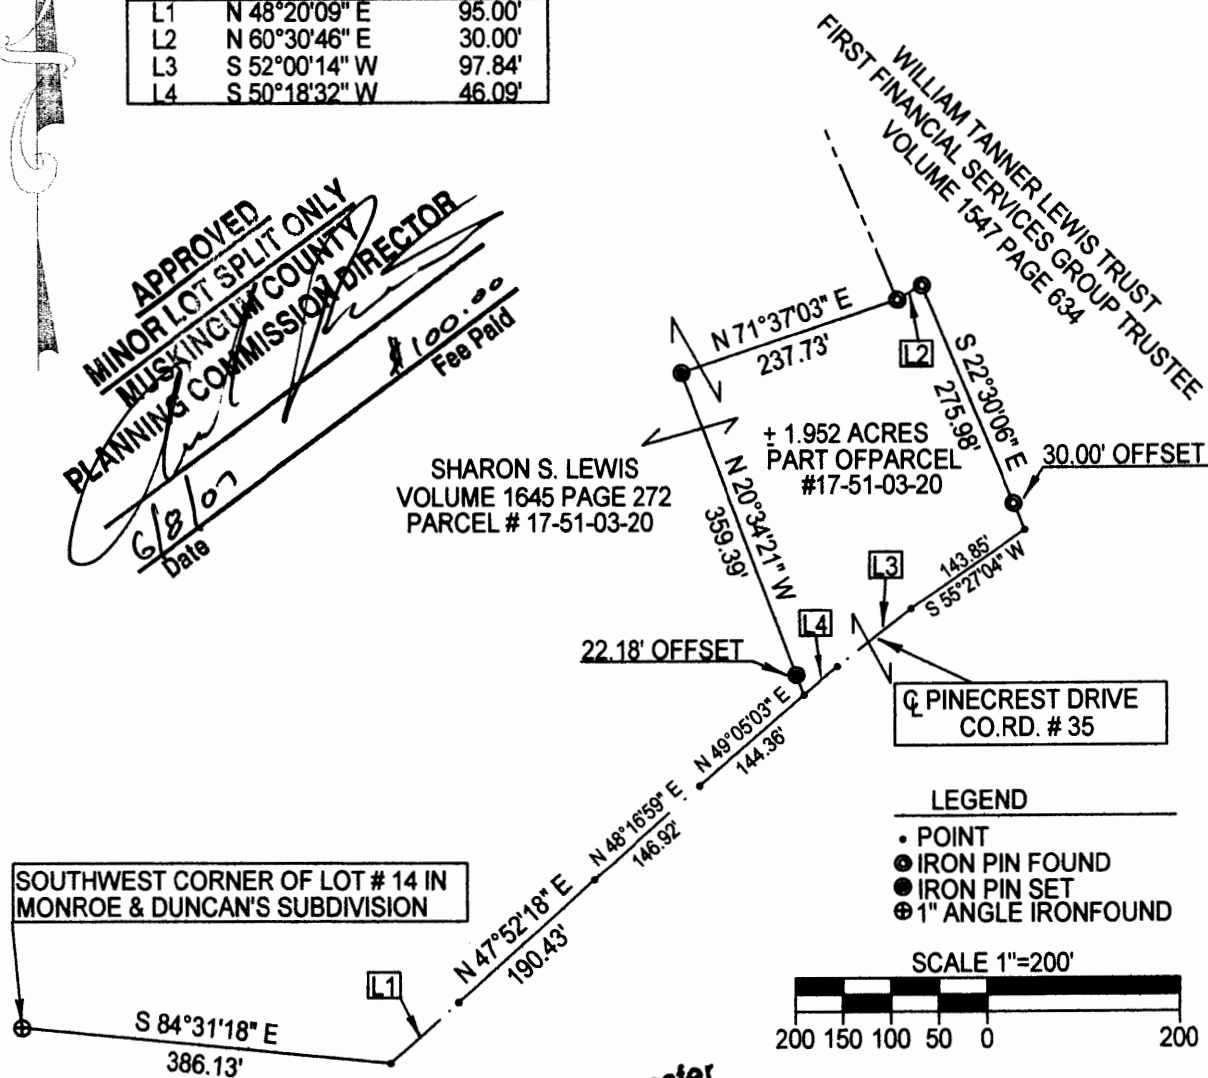 L1 N 48°20'09" E 95.00'
L2 N 60°30'46" E 30.00'
L3 S 52°00'14" W 97.84'
L4 S 50°18'32" W 46.09'
WILLIAM TANNER LEWIS TRUST
FIRST FINANCIAL SERVICES GROUP TRUSTEE
VOLUME 1547 PAGE 634
APPROVED
MINOR LOT SPLIT ONLY
MUSKINGUM COUNTY
PLANNING COMMISSION DIRECTOR
$100.00
Fee Paid
6/8/07
Date
N 71°37'03" E
237.73'
L2
S 22°30'06" E
275.98'
30.00' OFFSET
± 1.952 ACRES
PART OFPARCEL
#17-51-03-20
SHARON S. LEWIS
VOLUME 1645 PAGE 272
PARCEL # 17-51-03-20
N 20°34'21" W
359.39'
143.85'
S 55°27'04" W
L3
L4
22.18' OFFSET
℄ PINECREST DRIVE
CO.RD. # 35
N 49°05'03" E
144.36'
N 48°16'59" E
146.92'
N 47°52'18" E
190.43'
SOUTHWEST CORNER OF LOT # 14 IN
MONROE & DUNCAN'S SUBDIVISION
L1
S 84°31'18" E
386.13'
LEGEND
POINT
IRON PIN FOUND
IRON PIN SET
1" ANGLE IRONFOUND
SCALE 1"=200'
200 150 100 50 0 200